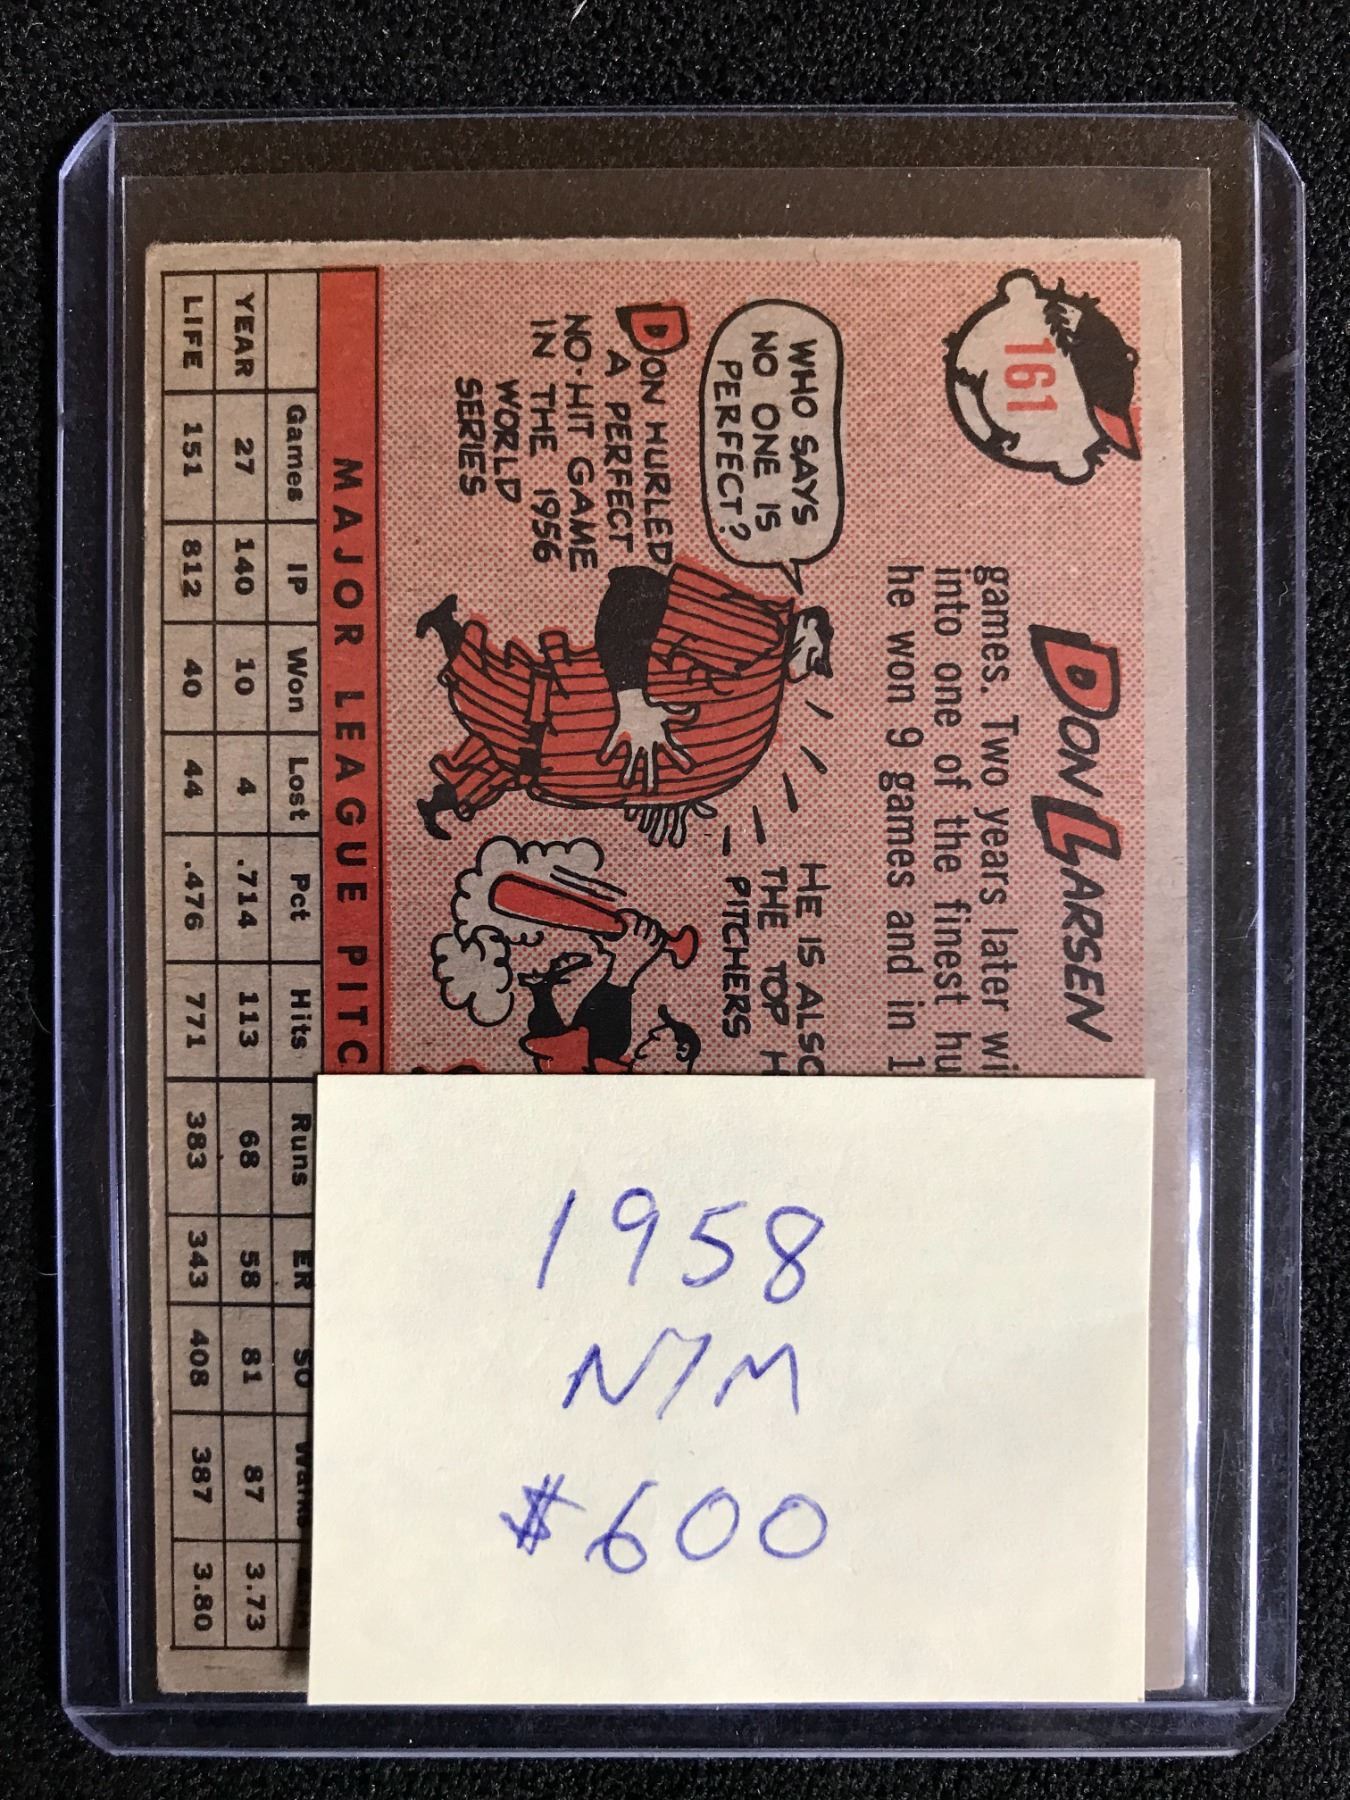 161
DON LARSEN
games. Two years later wi
into one of the finest hu
he won 9 games and in 1
WHO SAYS
NO ONE IS
PERFECT?
DON HURLED
A PERFECT
NO-HIT GAME
IN THE 1956
WORLD
SERIES
HE IS ALSO
THE TOP H
PITCHERS
MAJOR LEAGUE PITC
Games IP Won Lost Pct Hits Runs ER SO Walks
YEAR 27 140 10 4 .714 113 68 58 81 87 3.73
LIFE 151 812 40 44 .476 771 383 343 408 387 3.80
1958
N/M
$600